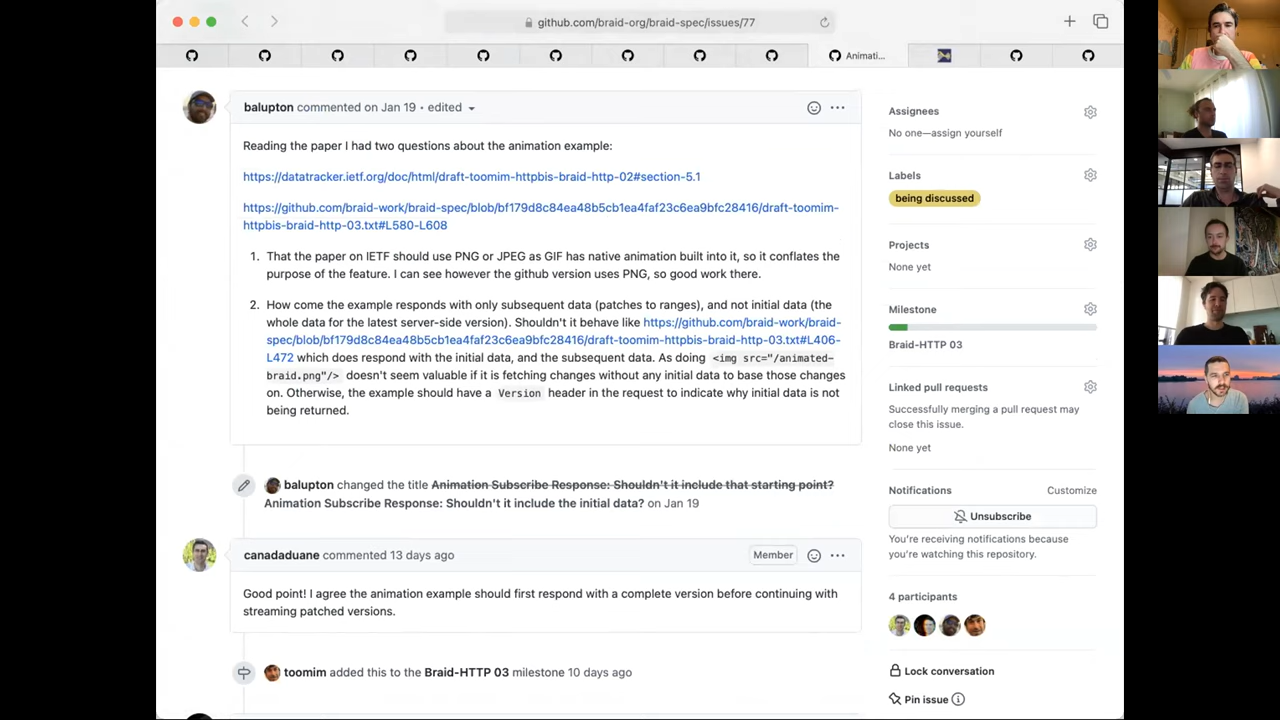 github.com/braid-org/braid-spec/issues/77
Animati...
balupton commented on Jan 19 • edited
Reading the paper I had two questions about the animation example:
https://datatracker.ietf.org/doc/html/draft-toomim-httpbis-braid-http-02#section-5.1
https://github.com/braid-work/braid-spec/blob/bf179d8c84ea48b5cb1ea4faf23c6ea9bfc28416/draft-toomim-
httpbis-braid-http-03.txt#L580-L608
1. That the paper on IETF should use PNG or JPEG as GIF has native animation built into it, so it conflates the
purpose of the feature. I can see however the github version uses PNG, so good work there.
2. How come the example responds with only subsequent data (patches to ranges), and not initial data (the
whole data for the latest server-side version). Shouldn't it behave like https://github.com/braid-work/braid-
spec/blob/bf179d8c84ea48b5cb1ea4faf23c6ea9bfc28416/draft-toomim-httpbis-braid-http-03.txt#L406-
L472 which does respond with the initial data, and the subsequent data. As doing <img src="/animated-
braid.png"/> doesn't seem valuable if it is fetching changes without any initial data to base those changes
on. Otherwise, the example should have a Version header in the request to indicate why initial data is not
being returned.
balupton changed the title Animation Subscribe Response: Shouldn't it include that starting point?
Animation Subscribe Response: Shouldn't it include the initial data? on Jan 19
canadaduane commented 13 days ago
Member
Good point! I agree the animation example should first respond with a complete version before continuing with
streaming patched versions.
toomim added this to the Braid-HTTP 03 milestone 10 days ago
Assignees
No one—assign yourself
Labels
being discussed
Projects
None yet
Milestone
Braid-HTTP 03
Linked pull requests
Successfully merging a pull request may
close this issue.
None yet
Notifications
Customize
Unsubscribe
You're receiving notifications because
you're watching this repository.
4 participants
Lock conversation
Pin issue